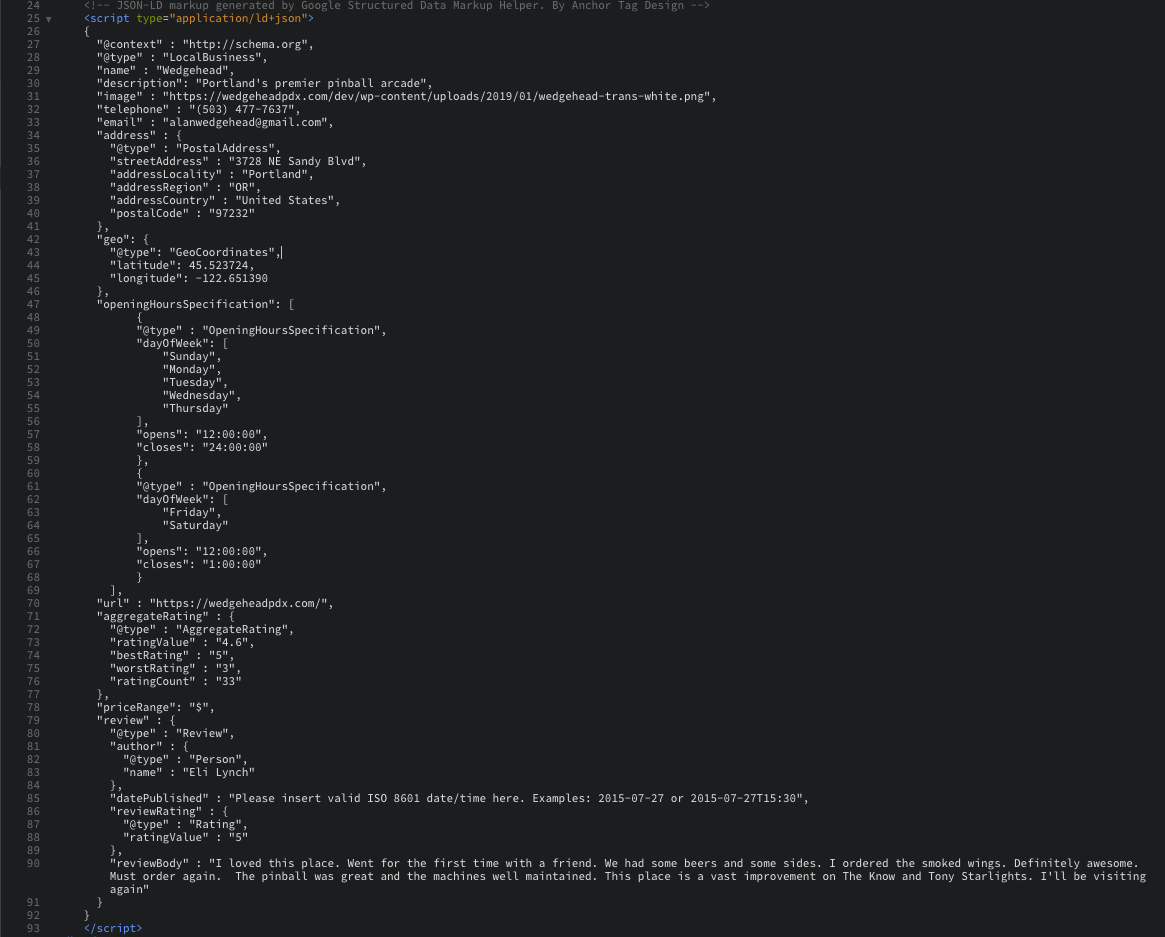 24 <!-- JSON-LD markup generated by Google Structured Data Markup Helper. By Anchor Tag Design -->
25 <script type="application/ld+json">
26 {
27 "@context" : "http://schema.org",
28 "@type" : "LocalBusiness",
29 "name" : "Wedgehead",
30 "description": "Portland's premier pinball arcade",
31 "image" : "https://wedgeheadpdx.com/dev/wp-content/uploads/2019/01/wedgehead-trans-white.png",
32 "telephone" : "(503) 477-7637",
33 "email" : "alanwedgehead@gmail.com",
34 "address" : {
35 "@type" : "PostalAddress",
36 "streetAddress" : "3728 NE Sandy Blvd",
37 "addressLocality" : "Portland",
38 "addressRegion" : "OR",
39 "addressCountry" : "United States",
40 "postalCode" : "97232"
41 },
42 "geo": {
43 "@type": "GeoCoordinates",
44 "latitude": 45.523724,
45 "longitude": -122.651390
46 },
47 "openingHoursSpecification": [
48 {
49 "@type" : "OpeningHoursSpecification",
50 "dayOfWeek": [
51 "Sunday",
52 "Monday",
53 "Tuesday",
54 "Wednesday",
55 "Thursday"
56 ],
57 "opens": "12:00:00",
58 "closes": "24:00:00"
59 },
60 {
61 "@type" : "OpeningHoursSpecification",
62 "dayOfWeek": [
63 "Friday",
64 "Saturday"
65 ],
66 "opens": "12:00:00",
67 "closes": "1:00:00"
68 }
69 ],
70 "url" : "https://wedgeheadpdx.com/",
71 "aggregateRating" : {
72 "@type" : "AggregateRating",
73 "ratingValue" : "4.6",
74 "bestRating" : "5",
75 "worstRating" : "3",
76 "ratingCount" : "33"
77 },
78 "priceRange": "$",
79 "review" : {
80 "@type" : "Review",
81 "author" : {
82 "@type" : "Person",
83 "name" : "Eli Lynch"
84 },
85 "datePublished" : "Please insert valid ISO 8601 date/time here. Examples: 2015-07-27 or 2015-07-27T15:30",
86 "reviewRating" : {
87 "@type" : "Rating",
88 "ratingValue" : "5"
89 },
90 "reviewBody" : "I loved this place. Went for the first time with a friend. We had some beers and some sides. I ordered the smoked wings. Definitely awesome.
Must order again.  The pinball was great and the machines well maintained. This place is a vast improvement on The Know and Tony Starlights. I'll be visiting
again"
91 }
92 }
93 </script>